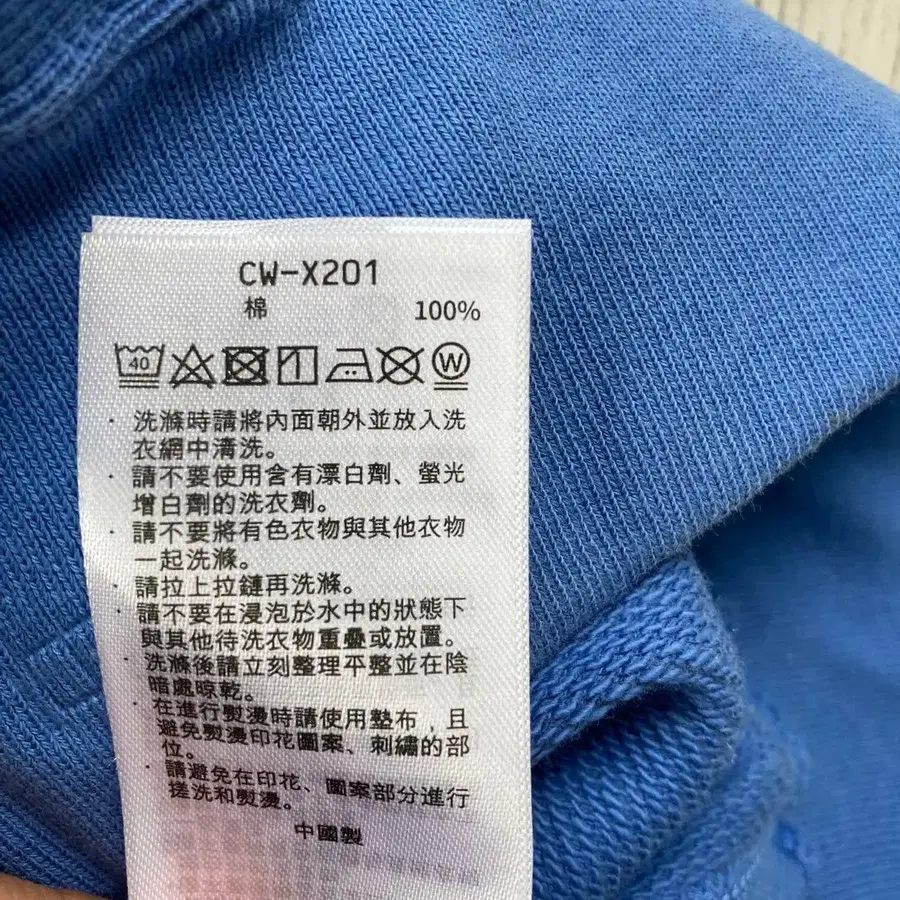 CW-X201
棉 100%
40 W
· 洗滌時請將內面朝外並放入洗
衣網中清洗。
· 請不要使用含有漂白劑、螢光
增白劑的洗衣劑。
· 請不要將有色衣物與其他衣物
一起洗滌。
· 請拉上拉鏈再洗滌。
· 請不要在浸泡於水中的狀態下
與其他待洗衣物重疊或放置。
· 洗滌後請立刻整理平整並在陰
暗處晾乾。
· 在進行熨燙時請使用墊布，且
避免熨燙印花圖案、刺繡的部
位。
· 請避免在印花、圖案部分進行
搓洗和熨燙。
中國製